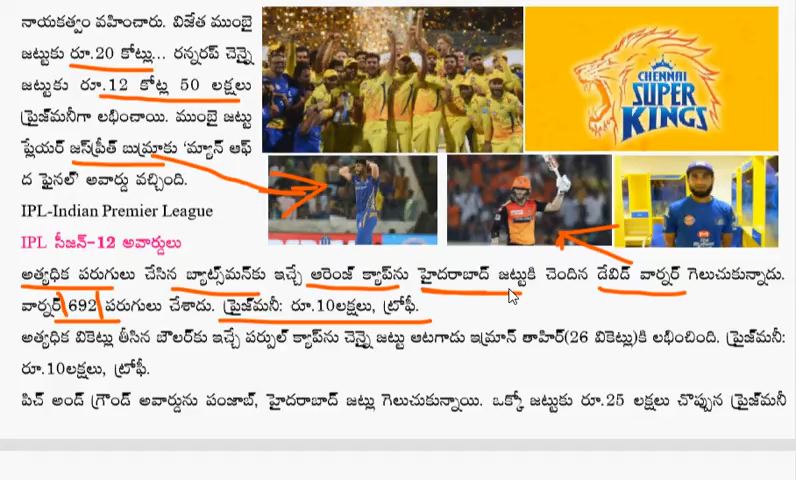 నాయకత్వం వహించారు. విజేత ముంబై
జట్టుకు రూ.20 కోట్లు... రన్నరప్ చెన్నై
జట్టుకు రూ.12 కోట్ల 50 లక్షలు
ప్రైజ్‌మనీగా లభించాయి. ముంబై జట్టు
ప్లేయర్ జస్‌ప్రీత్ బుమ్రాకు 'మ్యాన్ ఆఫ్
ద ఫైనల్' అవార్డు వచ్చింది.
CHENNAI
SUPER
KINGS
IPL-Indian Premier League
IPL సీజన్-12 అవార్డులు
అత్యధిక పరుగులు చేసిన బ్యాట్స్‌మన్‌కు ఇచ్చే ఆరెంజ్ క్యాప్‌ను హైదరాబాద్ జట్టుకి చెందిన డేవిడ్ వార్నర్ గెలుచుకున్నాడు.
వార్నర్ 692 పరుగులు చేశాడు. ప్రైజ్‌మనీ: రూ.10లక్షలు, ట్రోఫీ.
అత్యధిక వికెట్లు తీసిన బౌలర్‌కు ఇచ్చే పర్పుల్ క్యాప్‌ను చెన్నై జట్టు ఆటగాడు ఇమ్రాన్ తాహిర్(26 వికెట్లు)కి లభించింది. ప్రైజ్‌మనీ:
రూ.10లక్షలు, ట్రోఫీ.
పిచ్ అండ్ గ్రౌండ్ అవార్డును పంజాబ్, హైదరాబాద్ జట్లు గెలుచుకున్నాయి. ఒక్కో జట్టుకు రూ.25 లక్షలు చొప్పున ప్రైజ్‌మనీ